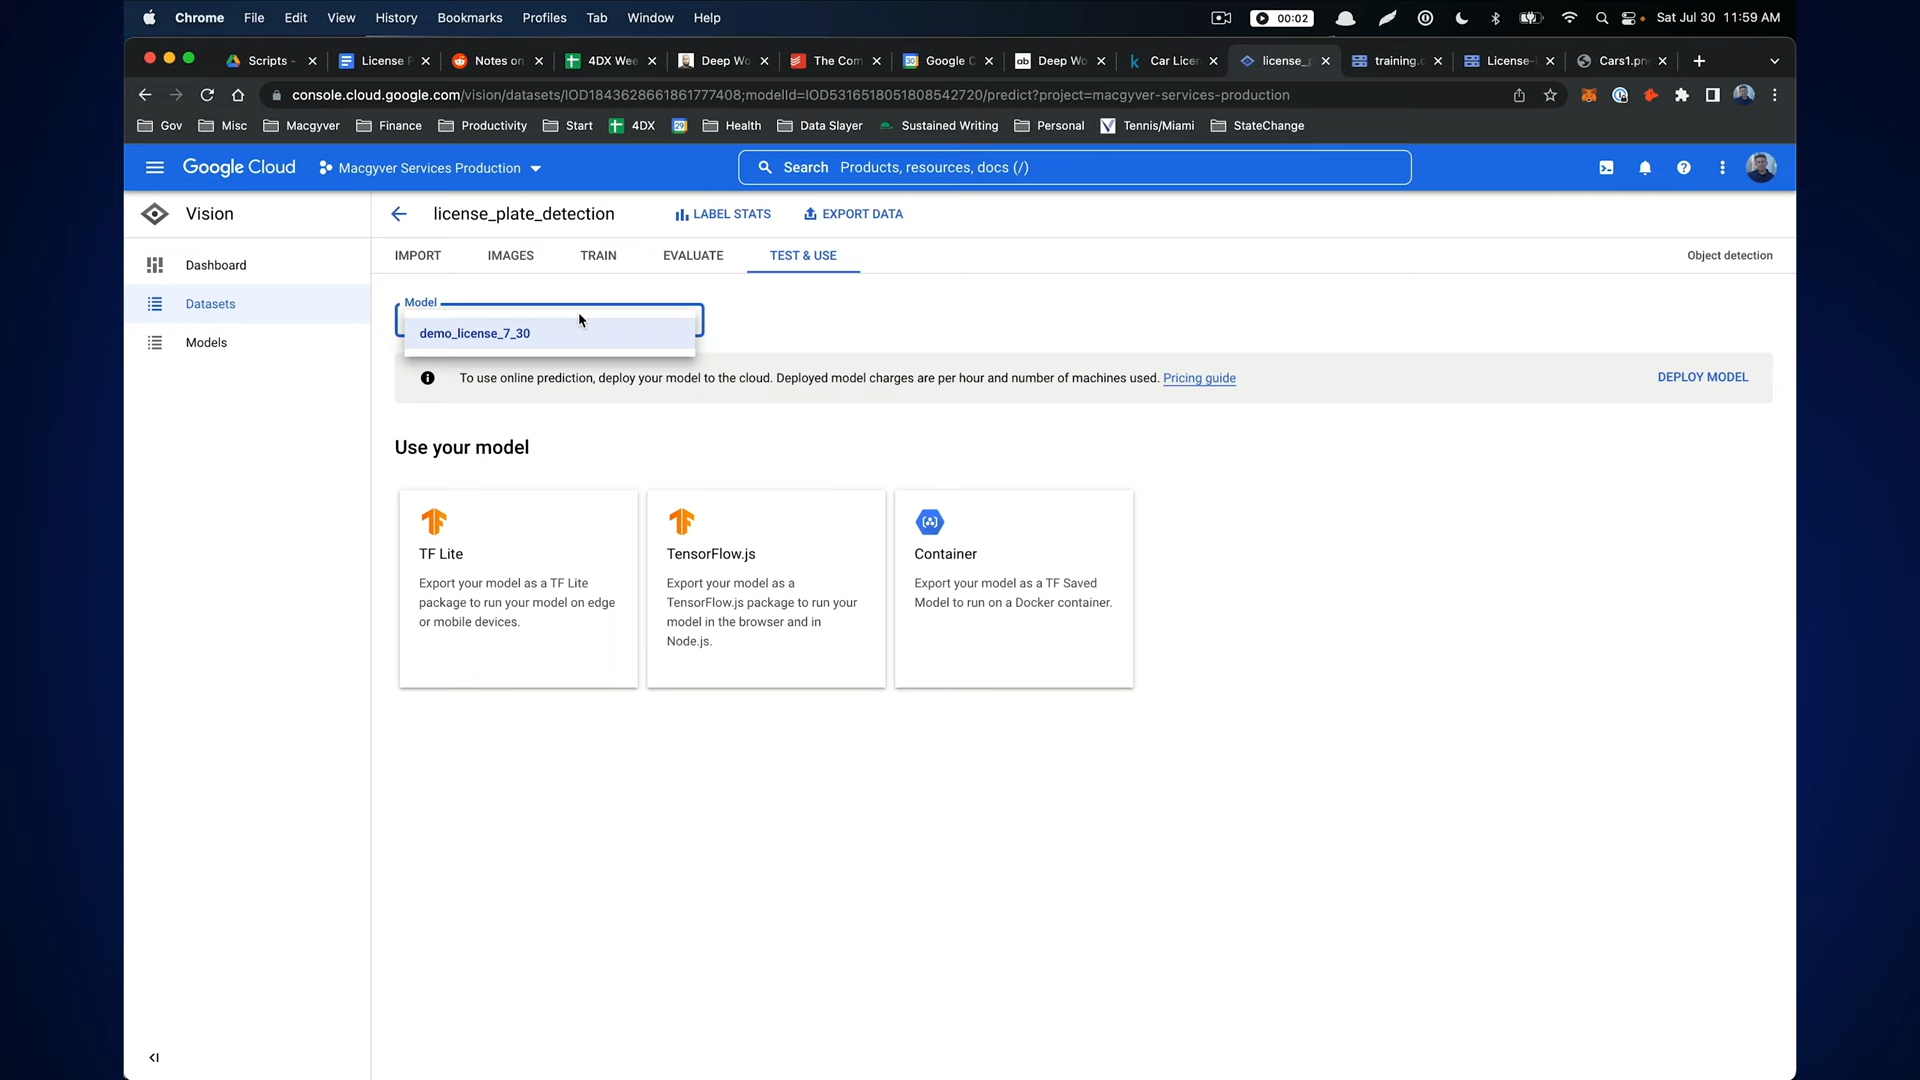 Chrome File Edit View History Bookmarks Profiles Tab Window Help 00:02 Sat Jul 30 11:59 AM
Scripts - License P Reddit Notes on 4DX Wee Deep Wo The Com Google C Deep Wo Car Licen license_p training.c License- Cars1.pn
console.cloud.google.com/vision/datasets/IOD1843628661861777408;modelId=IOD5316518051808542720/predict?project=macgyver-services-production
Gov Misc Macgyver Finance Productivity Start 4DX Health Data Slayer Sustained Writing Personal Tennis/Miami StateChange
Google Cloud Macgyver Services Production Search Products, resources, docs (/)
Vision
license_plate_detection LABEL STATS EXPORT DATA
IMPORT IMAGES TRAIN EVALUATE TEST & USE Object detection
Dashboard
Datasets
Models
Model
demo_license_7_30
To use online prediction, deploy your model to the cloud. Deployed model charges are per hour and number of machines used. Pricing guide DEPLOY MODEL
Use your model
TF Lite
Export your model as a TF Lite
package to run your model on edge
or mobile devices.
TensorFlow.js
Export your model as a
TensorFlow.js package to run your
model in the browser and in
Node.js.
Container
Export your model as a TF Saved
Model to run on a Docker container.